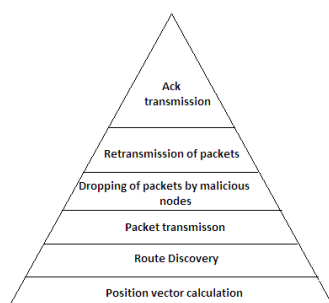 Ack
transmission
Retransmission of packets
Dropping of packets by malicious
nodes
Packet transmisson
Route Discovery
Position vector calculation